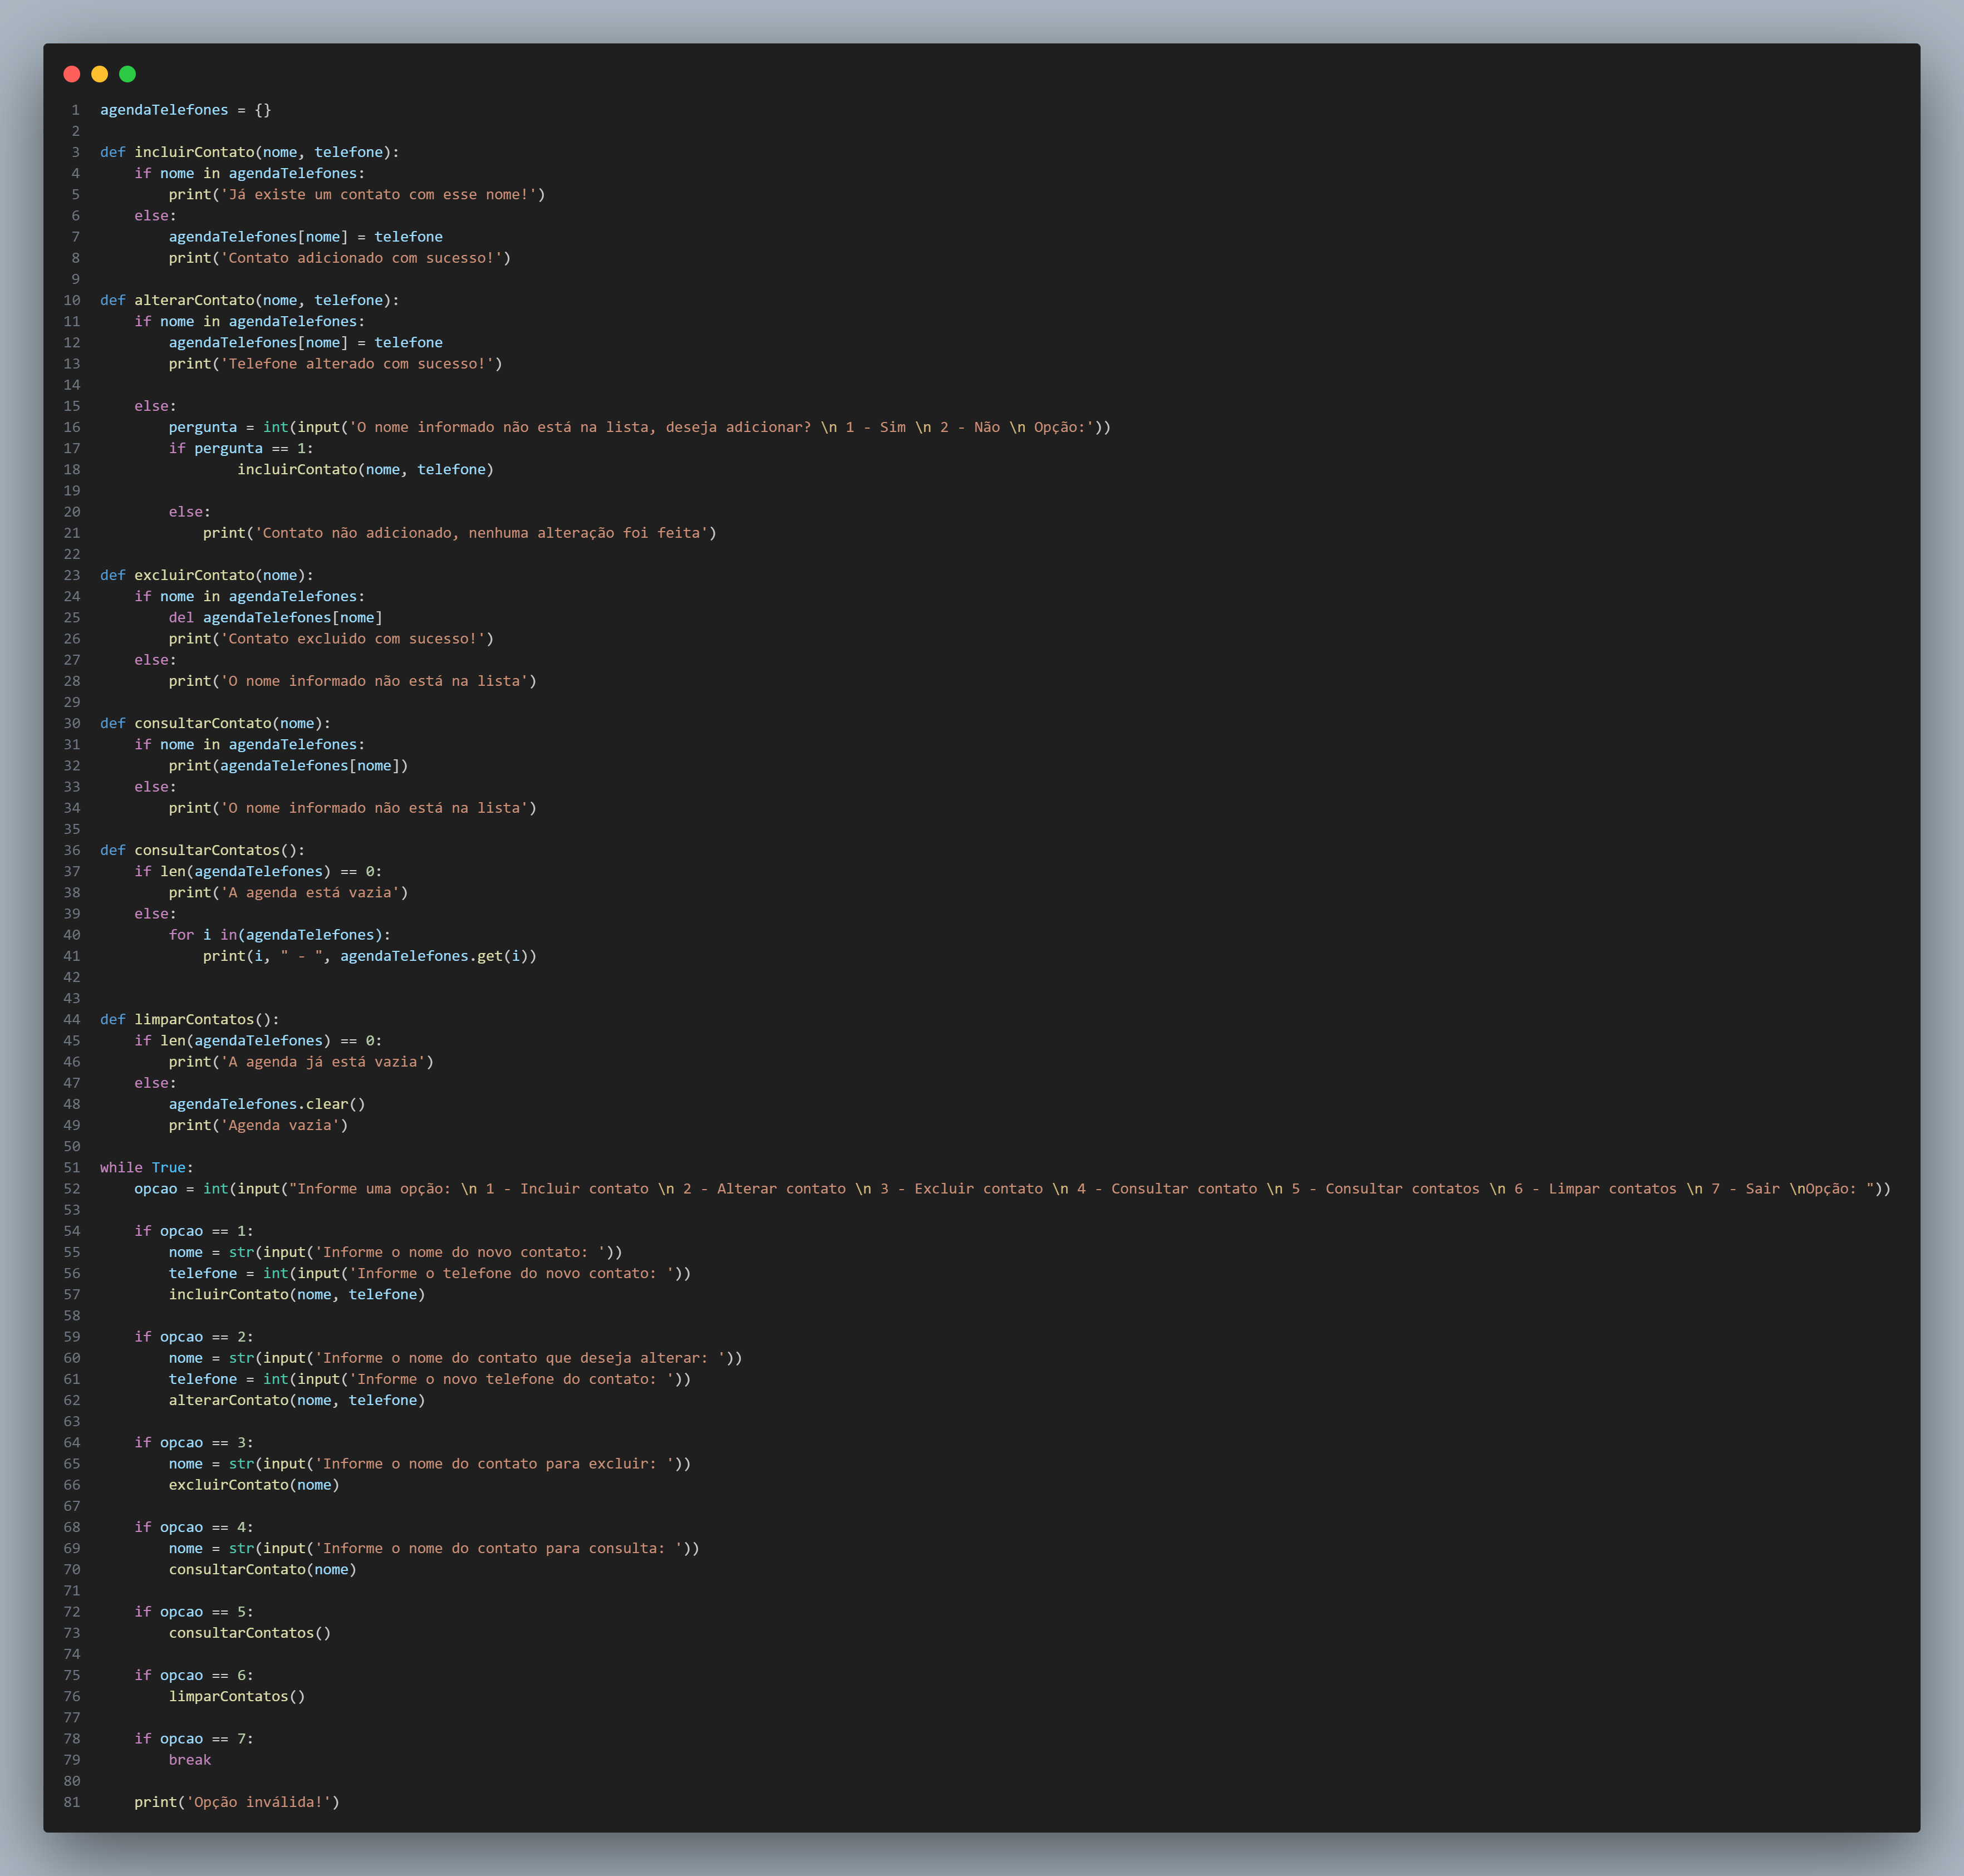 1 agendaTelefones = {}
2
3 def incluirContato(nome, telefone):
4     if nome in agendaTelefones:
5         print('Já existe um contato com esse nome!')
6     else:
7         agendaTelefones[nome] = telefone
8         print('Contato adicionado com sucesso!')
9
10 def alterarContato(nome, telefone):
11     if nome in agendaTelefones:
12         agendaTelefones[nome] = telefone
13         print('Telefone alterado com sucesso!')
14
15     else:
16         pergunta = int(input('O nome informado não está na lista, deseja adicionar? \n 1 - Sim \n 2 - Não \n Opção:'))
17         if pergunta == 1:
18                 incluirContato(nome, telefone)
19
20         else:
21             print('Contato não adicionado, nenhuma alteração foi feita')
22
23 def excluirContato(nome):
24     if nome in agendaTelefones:
25         del agendaTelefones[nome]
26         print('Contato excluido com sucesso!')
27     else:
28         print('O nome informado não está na lista')
29
30 def consultarContato(nome):
31     if nome in agendaTelefones:
32         print(agendaTelefones[nome])
33     else:
34         print('O nome informado não está na lista')
35
36 def consultarContatos():
37     if len(agendaTelefones) == 0:
38         print('A agenda está vazia')
39     else:
40         for i in(agendaTelefones):
41             print(i, " - ", agendaTelefones.get(i))
42
43
44 def limparContatos():
45     if len(agendaTelefones) == 0:
46         print('A agenda já está vazia')
47     else:
48         agendaTelefones.clear()
49         print('Agenda vazia')
50
51 while True:
52     opcao = int(input("Informe uma opção: \n 1 - Incluir contato \n 2 - Alterar contato \n 3 - Excluir contato \n 4 - Consultar contato \n 5 - Consultar contatos \n 6 - Limpar contatos \n 7 - Sair \nOpção: "))
53
54     if opcao == 1:
55         nome = str(input('Informe o nome do novo contato: '))
56         telefone = int(input('Informe o telefone do novo contato: '))
57         incluirContato(nome, telefone)
58
59     if opcao == 2:
60         nome = str(input('Informe o nome do contato que deseja alterar: '))
61         telefone = int(input('Informe o novo telefone do contato: '))
62         alterarContato(nome, telefone)
63
64     if opcao == 3:
65         nome = str(input('Informe o nome do contato para excluir: '))
66         excluirContato(nome)
67
68     if opcao == 4:
69         nome = str(input('Informe o nome do contato para consulta: '))
70         consultarContato(nome)
71
72     if opcao == 5:
73         consultarContatos()
74
75     if opcao == 6:
76         limparContatos()
77
78     if opcao == 7:
79         break
80
81     print('Opção inválida!')